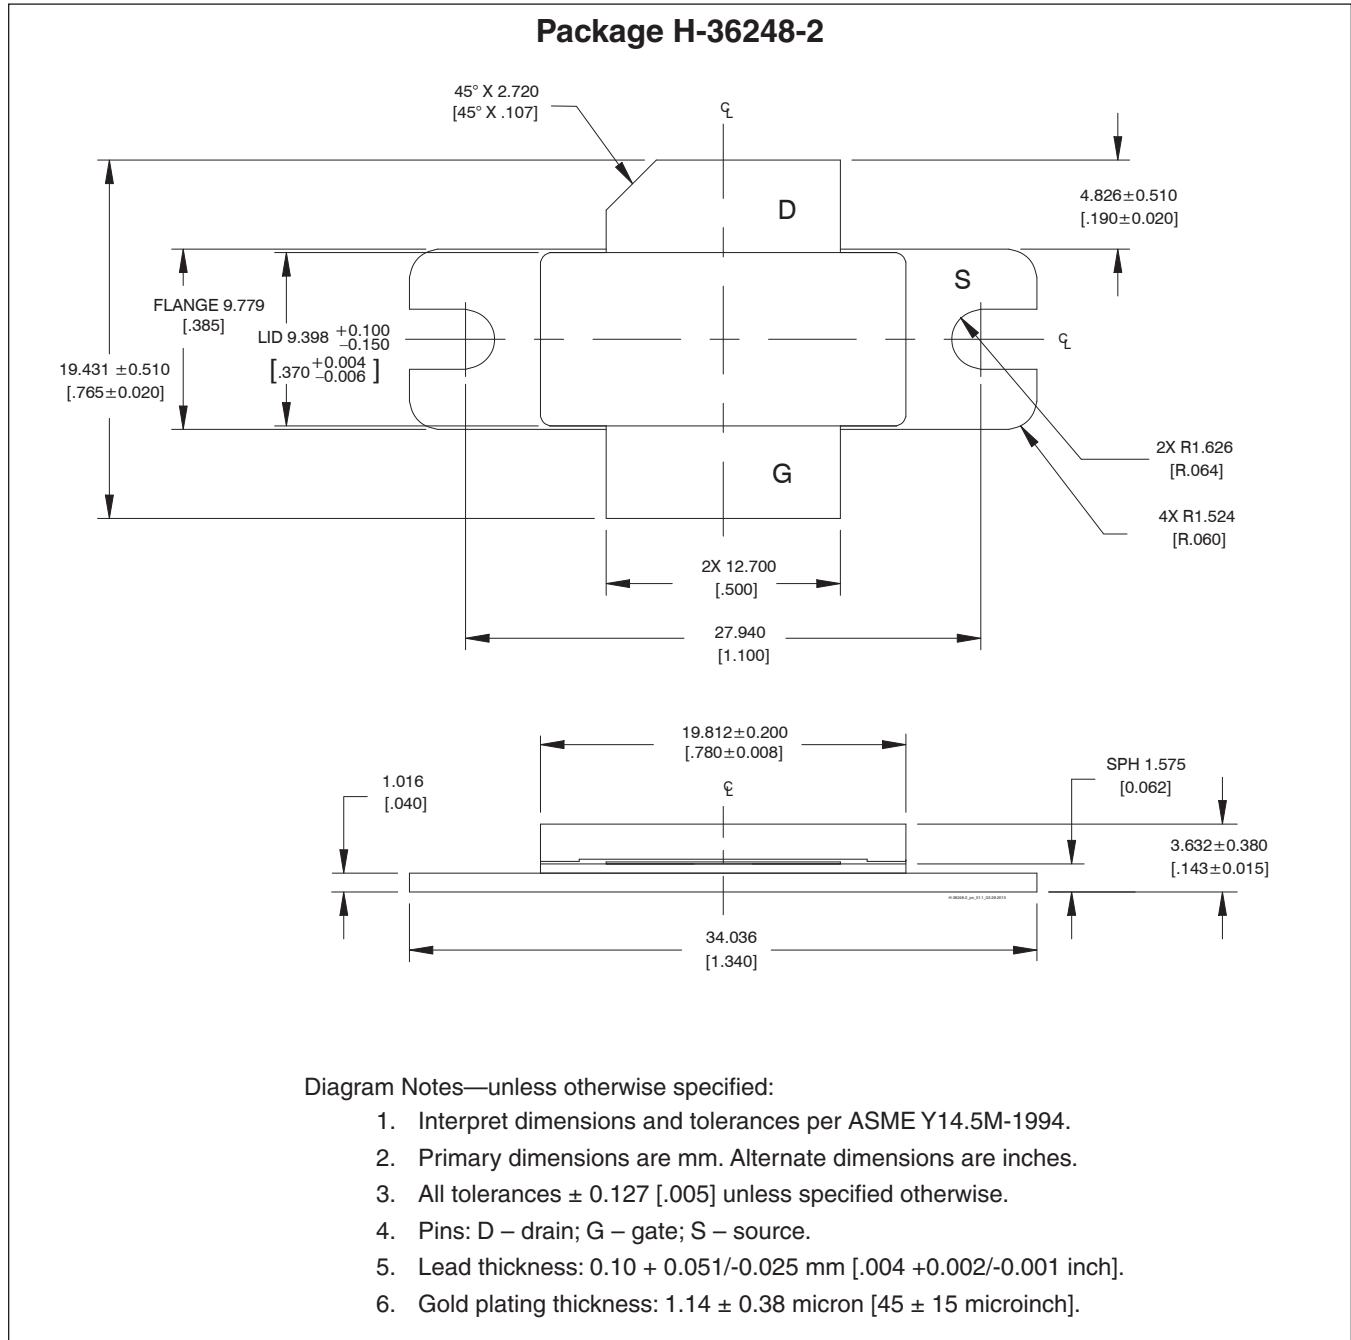 Package H-36248-2
45° X 2.720
[45° X .107]
℄
D
4.826±0.510
[.190±0.020]
S
FLANGE 9.779
[.385]
LID 9.398 +0.100
–0.150
[.370 +0.004
–0.006 ]
℄
19.431 ±0.510
[.765±0.020]
2X R1.626
[R.064]
G
4X R1.524
[R.060]
2X 12.700
[.500]
27.940
[1.100]
19.812±0.200
[.780±0.008]
SPH 1.575
[0.062]
1.016
[.040]
℄
3.632±0.380
[.143±0.015]
34.036
[1.340]
Diagram Notes—unless otherwise specified:
1. Interpret dimensions and tolerances per ASME Y14.5M-1994.
2. Primary dimensions are mm. Alternate dimensions are inches.
3. All tolerances ± 0.127 [.005] unless specified otherwise.
4. Pins: D – drain; G – gate; S – source.
5. Lead thickness: 0.10 + 0.051/-0.025 mm [.004 +0.002/-0.001 inch].
6. Gold plating thickness: 1.14 ± 0.38 micron [45 ± 15 microinch].